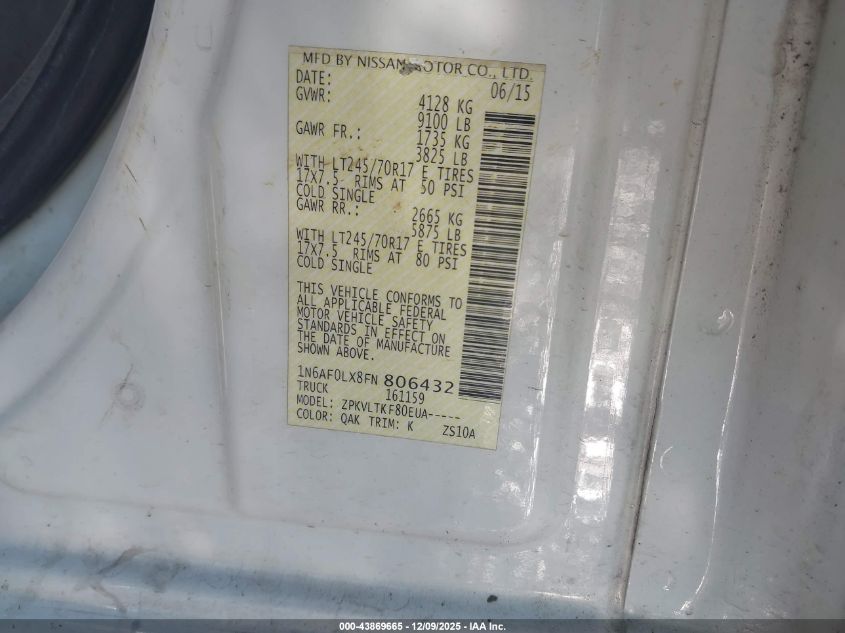 MFD BY NISSAN MOTOR CO., LTD.
DATE: 06/15
GVWR: 4128 KG
9100 LB
GAWR FR.: 1735 KG
3825 LB
WITH LT245/70R17 E TIRES
17X7.5 RIMS AT 50 PSI
COLD SINGLE
GAWR RR.: 2665 KG
5875 LB
WITH LT245/70R17 E TIRES
17X7.5 RIMS AT 80 PSI
COLD SINGLE
THIS VEHICLE CONFORMS TO
ALL APPLICABLE FEDERAL
MOTOR VEHICLE SAFETY
STANDARDS IN EFFECT ON
THE DATE OF MANUFACTURE
SHOWN ABOVE.
1N6AF0LX8FN 806432
TRUCK 161159
MODEL: ZPKVLTKF80EUA-----
COLOR: QAK TRIM: K ZS10A
000-43869665 - 12/09/2025 - IAA Inc.